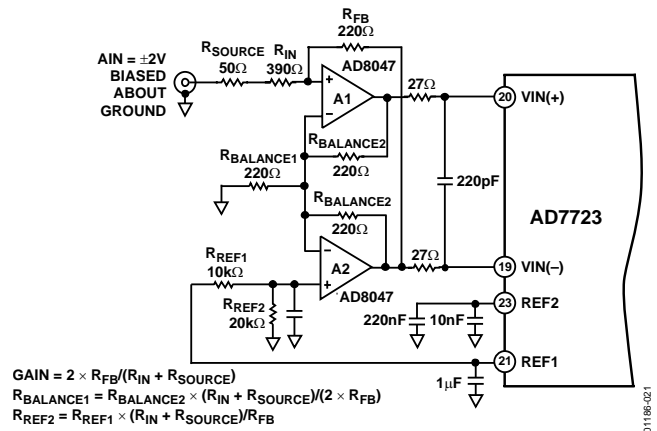 AIN = ±2V
BIASED
ABOUT
GROUND
RSOURCE
50Ω
RIN
390Ω
RFB
220Ω
AD8047
+
A1
–
27Ω
20
VIN(+)
RBALANCE2
220Ω
RBALANCE1
220Ω
220pF
AD7723
RBALANCE2
220Ω
–
A2
+
AD8047
27Ω
19
VIN(–)
RREF1
10kΩ
RREF2
20kΩ
23
REF2
220nF
10nF
21
REF1
1μF
GAIN = 2 × RFB/(RIN + RSOURCE)
RBALANCE1 = RBALANCE2 × (RIN + RSOURCE)/(2 × RFB)
RREF2 = RREF1 × (RIN + RSOURCE)/RFB
01186-021